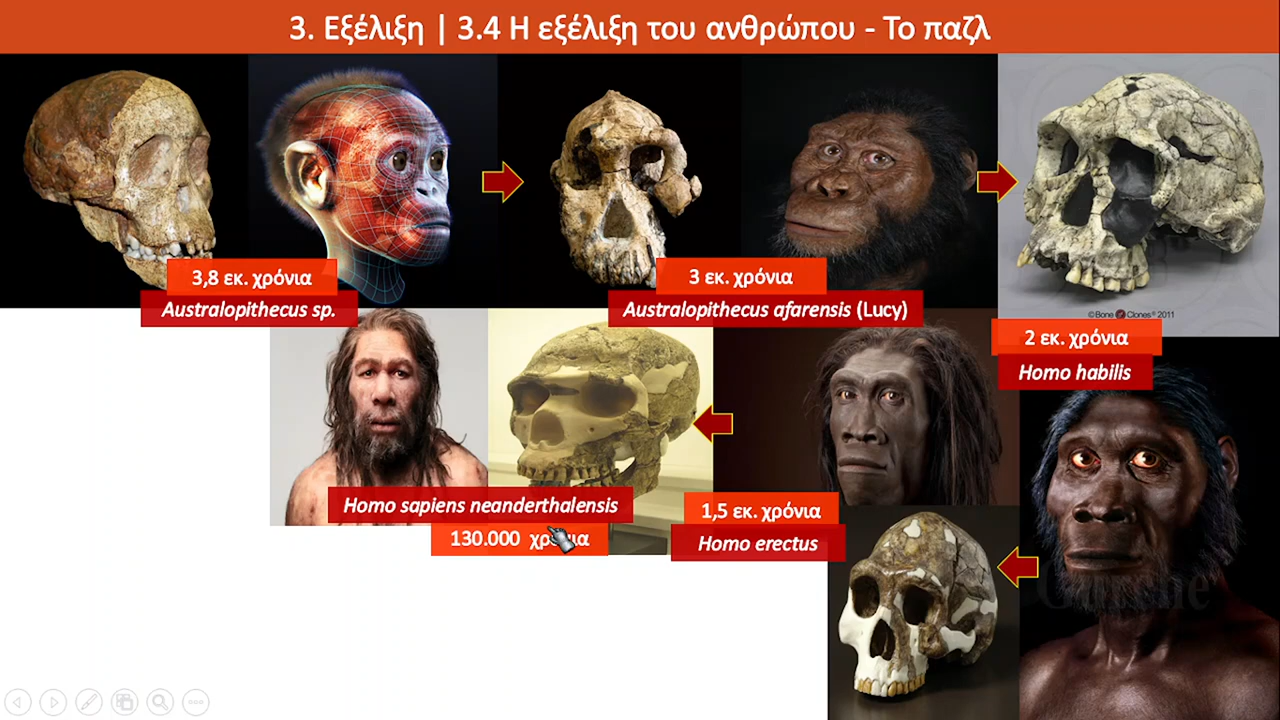 3. Εξέλιξη | 3.4 Η εξέλιξη του ανθρώπου - Το παζλ
3,8 εκ. χρόνια
Australopithecus sp.
3 εκ. χρόνια
Australopithecus afarensis (Lucy)
©Bone Clones® 2011
2 εκ. χρόνια
Homo habilis
Homo sapiens neanderthalensis
130.000
1,5 εκ. χρόνια
Homo erectus